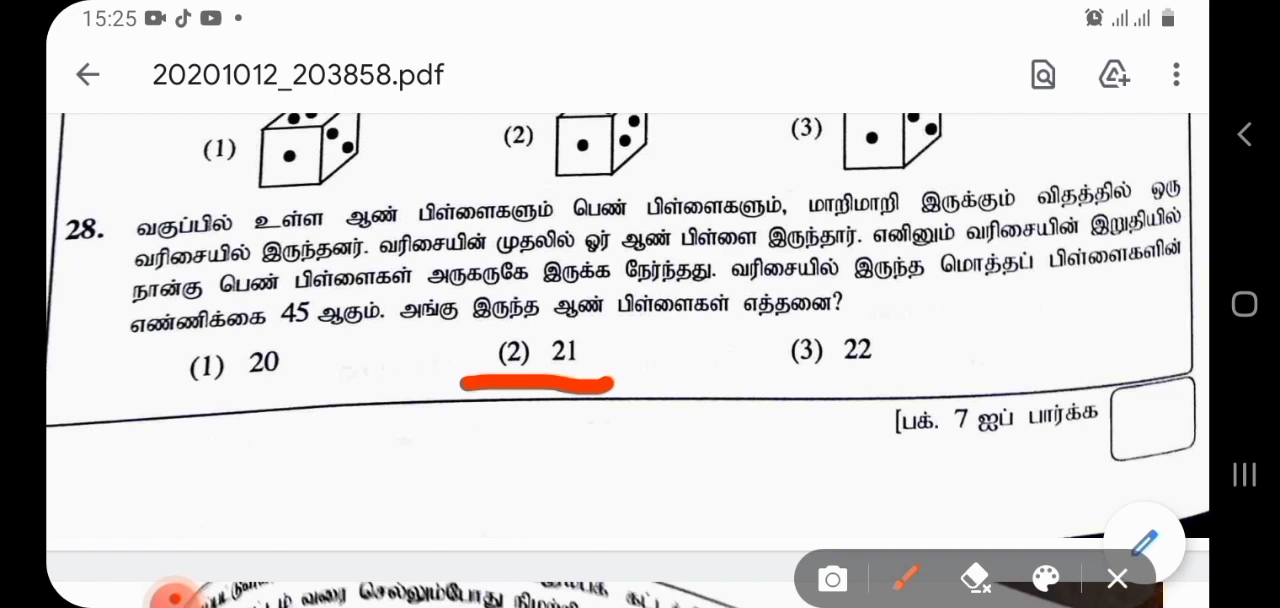 15:25
20201012_203858.pdf
(1) (2) (3)
28. வகுப்பில் உள்ள ஆண் பிள்ளைகளும் பெண் பிள்ளைகளும், மாறிமாறி இருக்கும் விதத்தில் ஒரு
வரிசையில் இருந்தனர். வரிசையின் முதலில் ஓர் ஆண் பிள்ளை இருந்தார். எனினும் வரிசையின் இறுதியில்
நான்கு பெண் பிள்ளைகள் அருகருகே இருக்க நேர்ந்தது. வரிசையில் இருந்த மொத்தப் பிள்ளைகளின்
எண்ணிக்கை 45 ஆகும். அங்கு இருந்த ஆண் பிள்ளைகள் எத்தனை?
(1) 20 (2) 21 (3) 22
[பக். 7 ஐப் பார்க்க
வரை செல்லும்போது